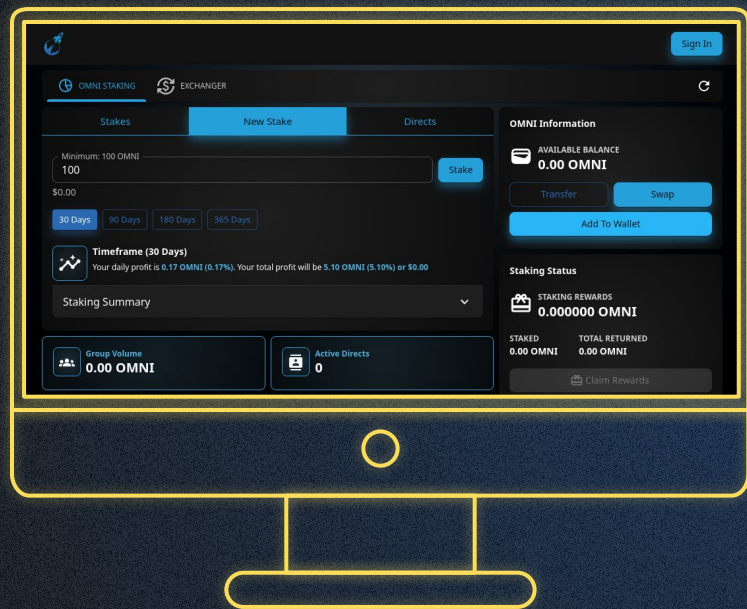 Sign In
OMNI STAKING
EXCHANGER
Stakes
New Stake
Directs
Minimum: 100 OMNI
100
Stake
$0.00
30 Days
90 Days
180 Days
365 Days
Timeframe (30 Days)
Your daily profit is 0.17 OMNI (0.17%). Your total profit will be 5.10 OMNI (5.10%) or $0.00
Staking Summary
Group Volume
0.00 OMNI
Active Directs
0
OMNI Information
AVAILABLE BALANCE
0.00 OMNI
Transfer
Swap
Add To Wallet
Staking Status
STAKING REWARDS
0.000000 OMNI
STAKED
0.00 OMNI
TOTAL RETURNED
0.00 OMNI
Claim Rewards